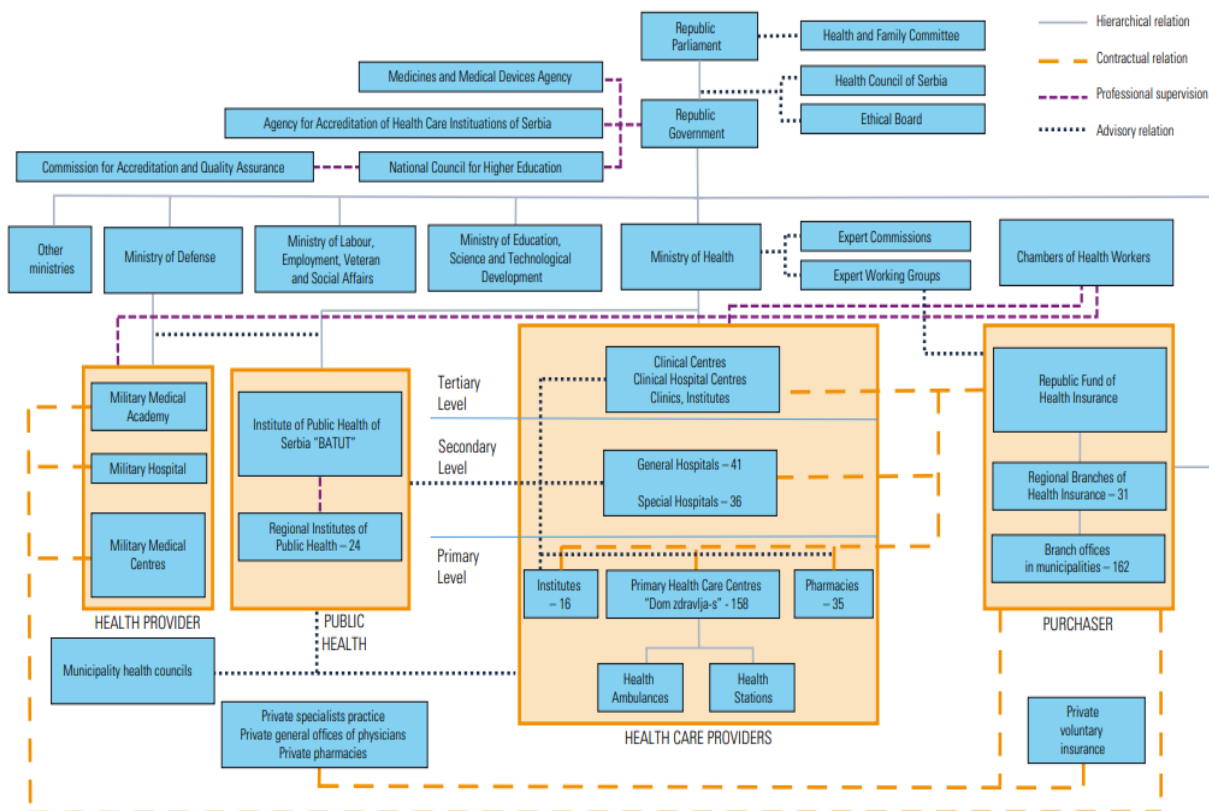 Republic
Parliament
Health and Family Committee
Hierarchical relation
Contractual relation
Professional supervision
Advisory relation
Medicines and Medical Devices Agency
Health Council of Serbia
Agency for Accreditation of Health Care Instituations of Serbia
Republic
Government
Ethical Board
Commission for Accreditation and Quality Assurance
National Council for Higher Education
Other
ministries
Ministry of Defense
Ministry of Labour,
Employment, Veteran
and Social Affairs
Ministry of Education,
Science and Technological
Development
Ministry of Health
Expert Commissions
Expert Working Groups
Chambers of Health Workers
Military Medical
Academy
Military Hospital
Military Medical
Centres
HEALTH PROVIDER
Institute of Public Health of
Serbia "BATUT"
Regional Institutes of
Public Health – 24
PUBLIC
HEALTH
Tertiary
Level
Secondary
Level
Primary
Level
Clinical Centres
Clinical Hospital Centres
Clinics, Institutes
General Hospitals – 41
Special Hospitals – 36
Institutes
– 16
Primary Health Care Centres
"Dom zdravlja-s" - 158
Pharmacies
– 35
Health
Ambulances
Health
Stations
HEALTH CARE PROVIDERS
Republic Fund of
Health Insurance
Regional Branches of
Health Insurance – 31
Branch offices
in municipalities – 162
PURCHASER
Municipality health councils
Private specialists practice
Private general offices of physicians
Private pharmacies
Private
voluntary
insurance